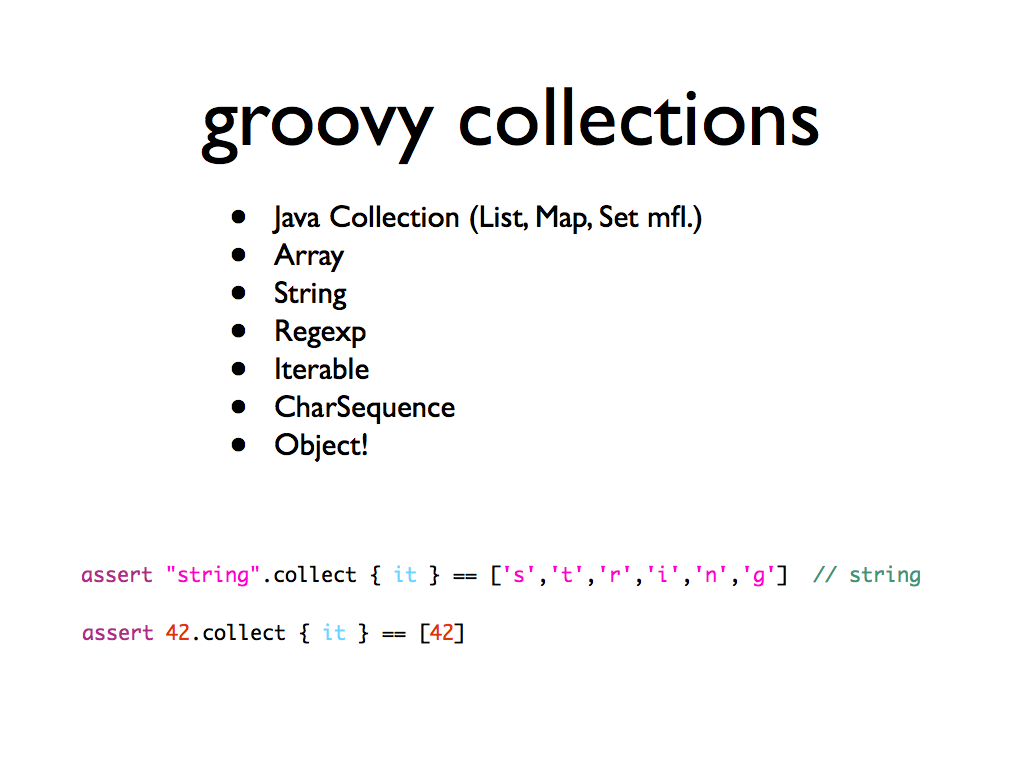 groovy collections
• Java Collection (List, Map, Set mfl.)
• Array
• String
• Regexp
• Iterable
• CharSequence
• Object!
assert "string".collect { it } == ['s','t','r','i','n','g']  // string
assert 42.collect { it } == [42]